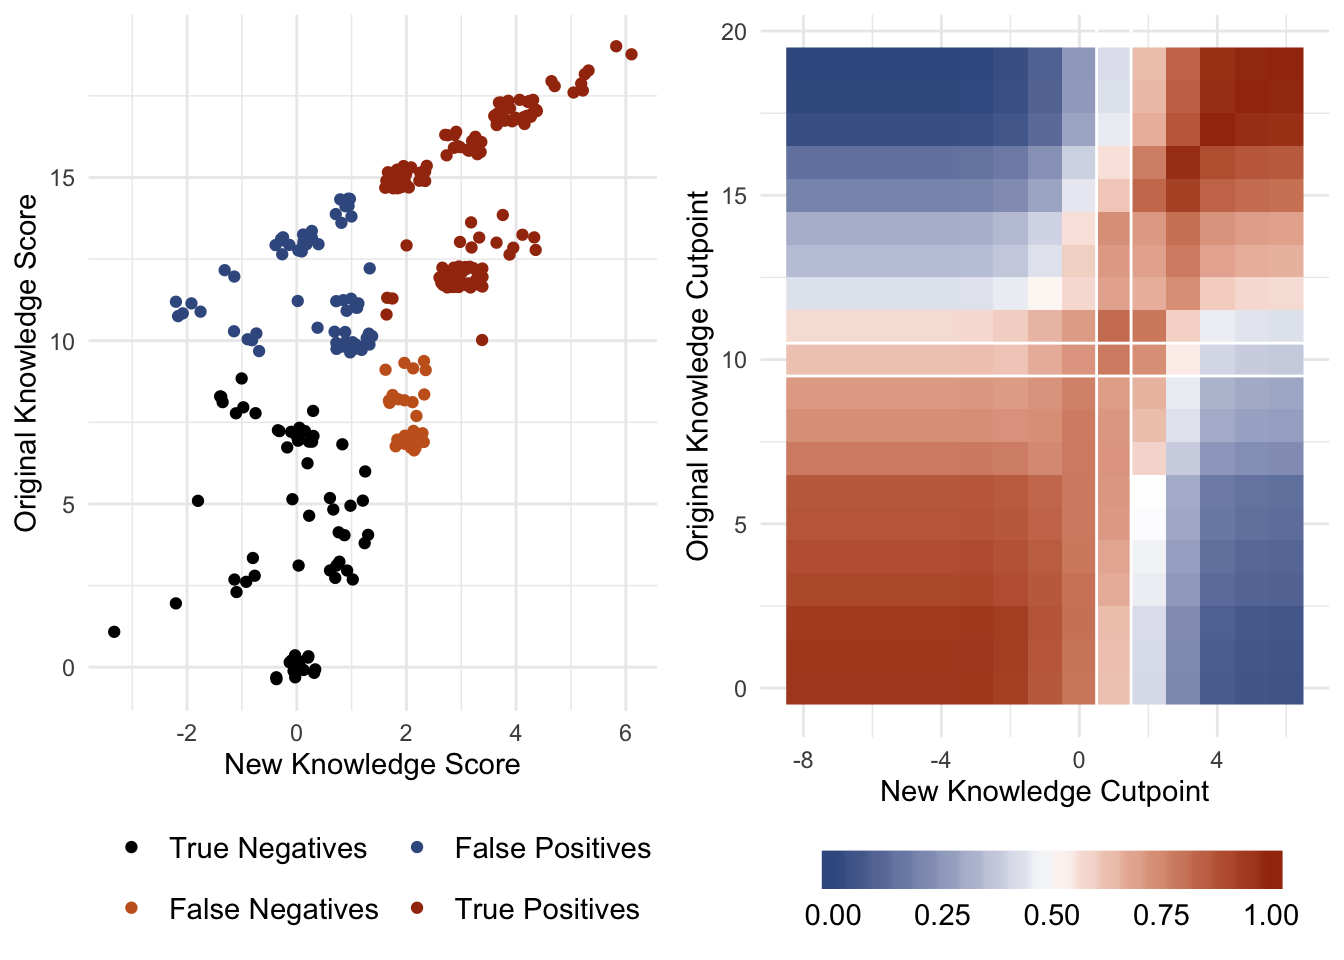 Original Knowledge Score
15
10
5
0
-2
0
2
4
6
New Knowledge Score
True Negatives
False Positives
False Negatives
True Positives
Original Knowledge Cutpoint
20
15
10
5
0
-8
-4
0
4
New Knowledge Cutpoint
0.00
0.25
0.50
0.75
1.00